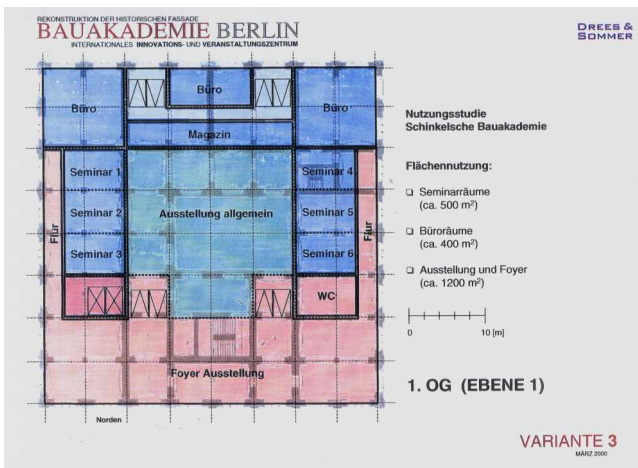 REKONSTRUKTION DER HISTORISCHEN FASSADE
BAUAKADEMIE BERLIN
INTERNATIONALES INNOVATIONS- UND VERANSTALTUNGSZENTRUM
DREES &
SOMMER
Büro
Büro
Büro
Magazin
Seminar 1
Seminar 4
Seminar 2
Ausstellung allgemein
Seminar 5
Flur
Flur
Seminar 3
Seminar 6
WC
Foyer Ausstellung
Norden
Nutzungsstudie
Schinkelsche Bauakademie
Flächennutzung:
Seminarräume
(ca. 500 m²)
Büroräume
(ca. 400 m²)
Ausstellung und Foyer
(ca. 1200 m²)
0 10 [m]
1. OG (EBENE 1)
VARIANTE 3
MÄRZ 2000